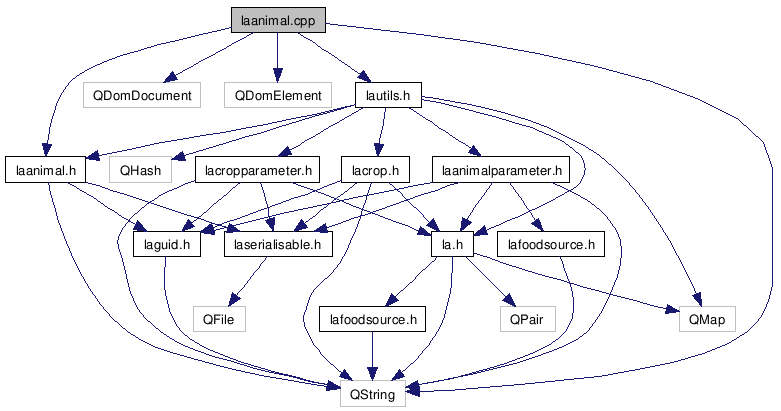 laanimal.cpp
QDomDocument
QDomElement
lautils.h
laanimal.h
QHash
lacropparameter.h
lacrop.h
laanimalparameter.h
laguid.h
laserialisable.h
la.h
lafoodsource.h
QFile
lafoodsource.h
QPair
QMap
QString